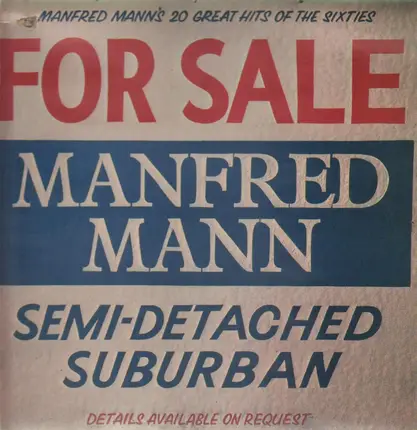 MANFRED MANN'S 20 GREAT HITS OF THE SIXTIES
FOR SALE
MANFRED
MANN
SEMI-DETACHED
SUBURBAN
DETAILS AVAILABLE ON REQUEST